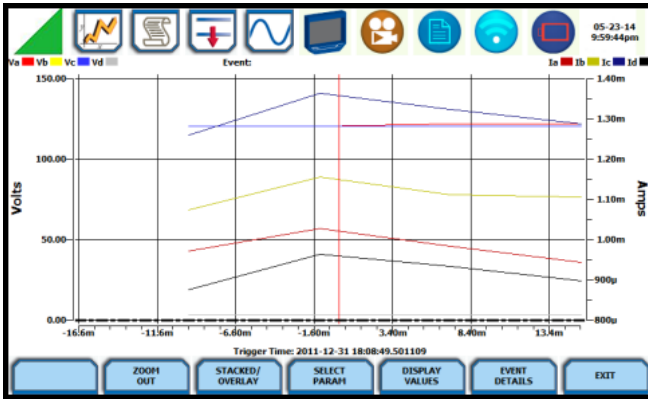 05-23-14
9:59:44pm
Va Vb Vc Vd Event: Ia Ib Ic Id
150.00 1.40m
1.30m
100.00 1.20m
Volts 1.10m Amps
50.00 1.00m
900µ
0.00 800µ
-16.6m -11.6m -6.60m -1.60m 3.40m 8.40m 13.4m
Trigger Time: 2011-12-31 18:08:49.501109
ZOOM OUT STACKED/ OVERLAY SELECT PARAM DISPLAY VALUES EVENT DETAILS EXIT